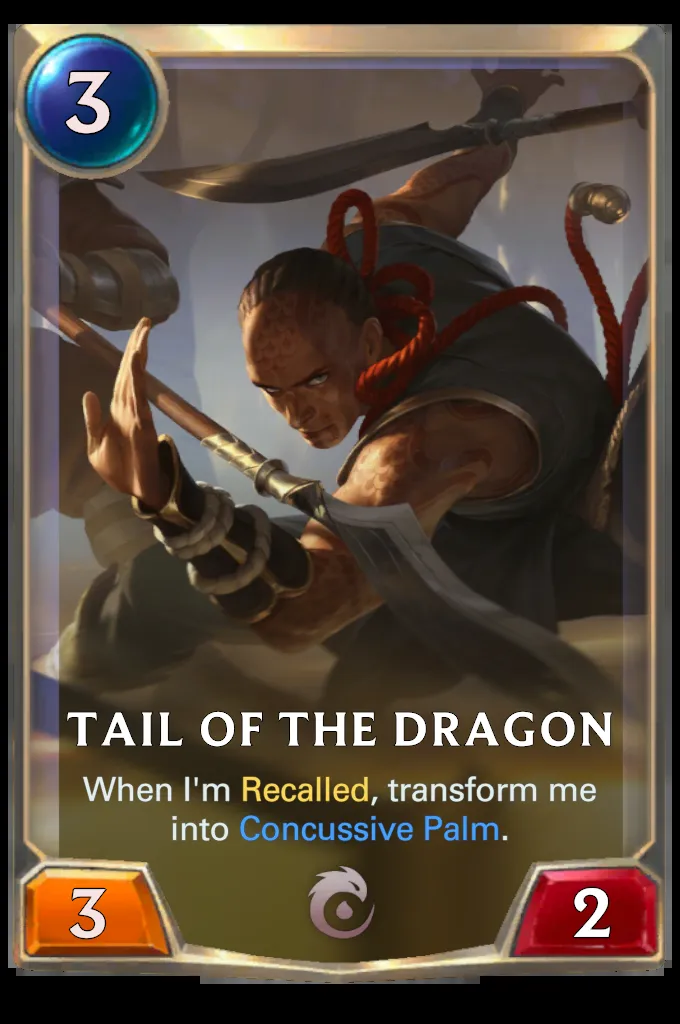 3
TAIL OF THE DRAGON
When I'm Recalled, transform me
into Concussive Palm.
3
2